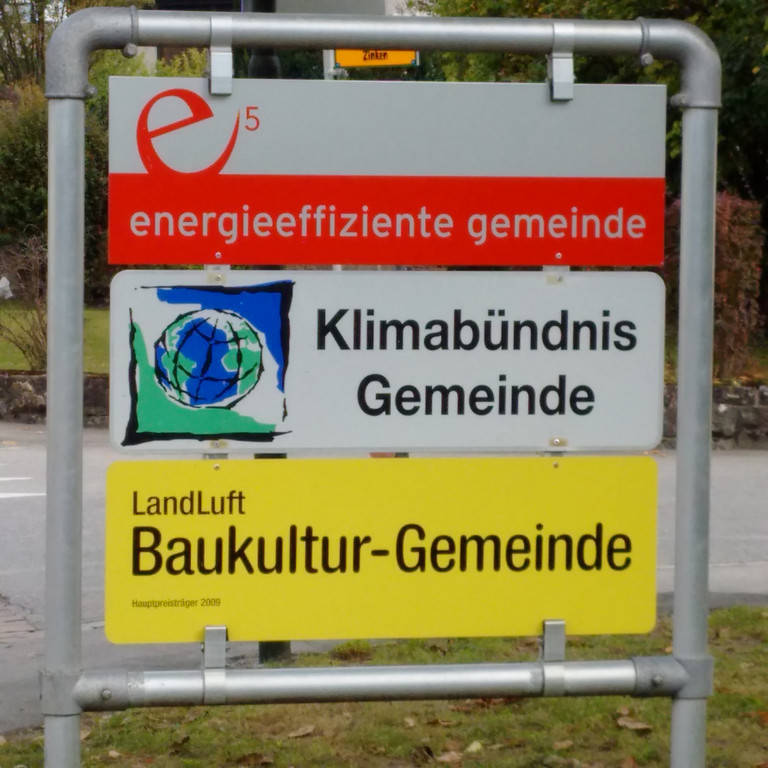 Zinken
e5
energieeffiziente gemeinde
Klimabündnis
Gemeinde
LandLuft
Baukultur-Gemeinde
Hauptpreisträger 2009